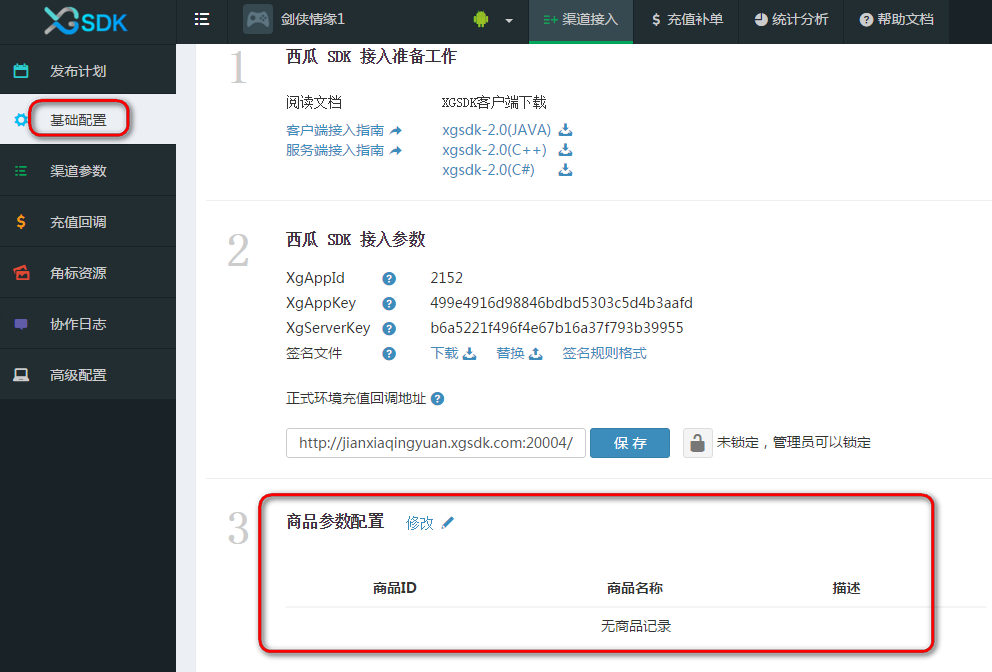 XGSDK
剑侠情缘1
渠道接入
$ 充值补单
统计分析
帮助文档
发布计划
基础配置
渠道参数
充值回调
角标资源
协作日志
高级配置
1
西瓜 SDK 接入准备工作
阅读文档
XGSDK客户端下载
客户端接入指南
xgsdk-2.0(JAVA)
服务端接入指南
xgsdk-2.0(C++)
xgsdk-2.0(C#)
2
西瓜 SDK 接入参数
XgAppId
2152
XgAppKey
499e4916d98846bdbd5303c5d4b3aafd
XgServerKey
b6a5221f496f4e67b16a37f793b39955
签名文件
下载 替换 签名规则格式
正式环境充值回调地址
http://jianxiaqingyuan.xgsdk.com:20004/
保 存
未锁定，管理员可以锁定
3
商品参数配置 修改
商品ID 商品名称 描述
无商品记录